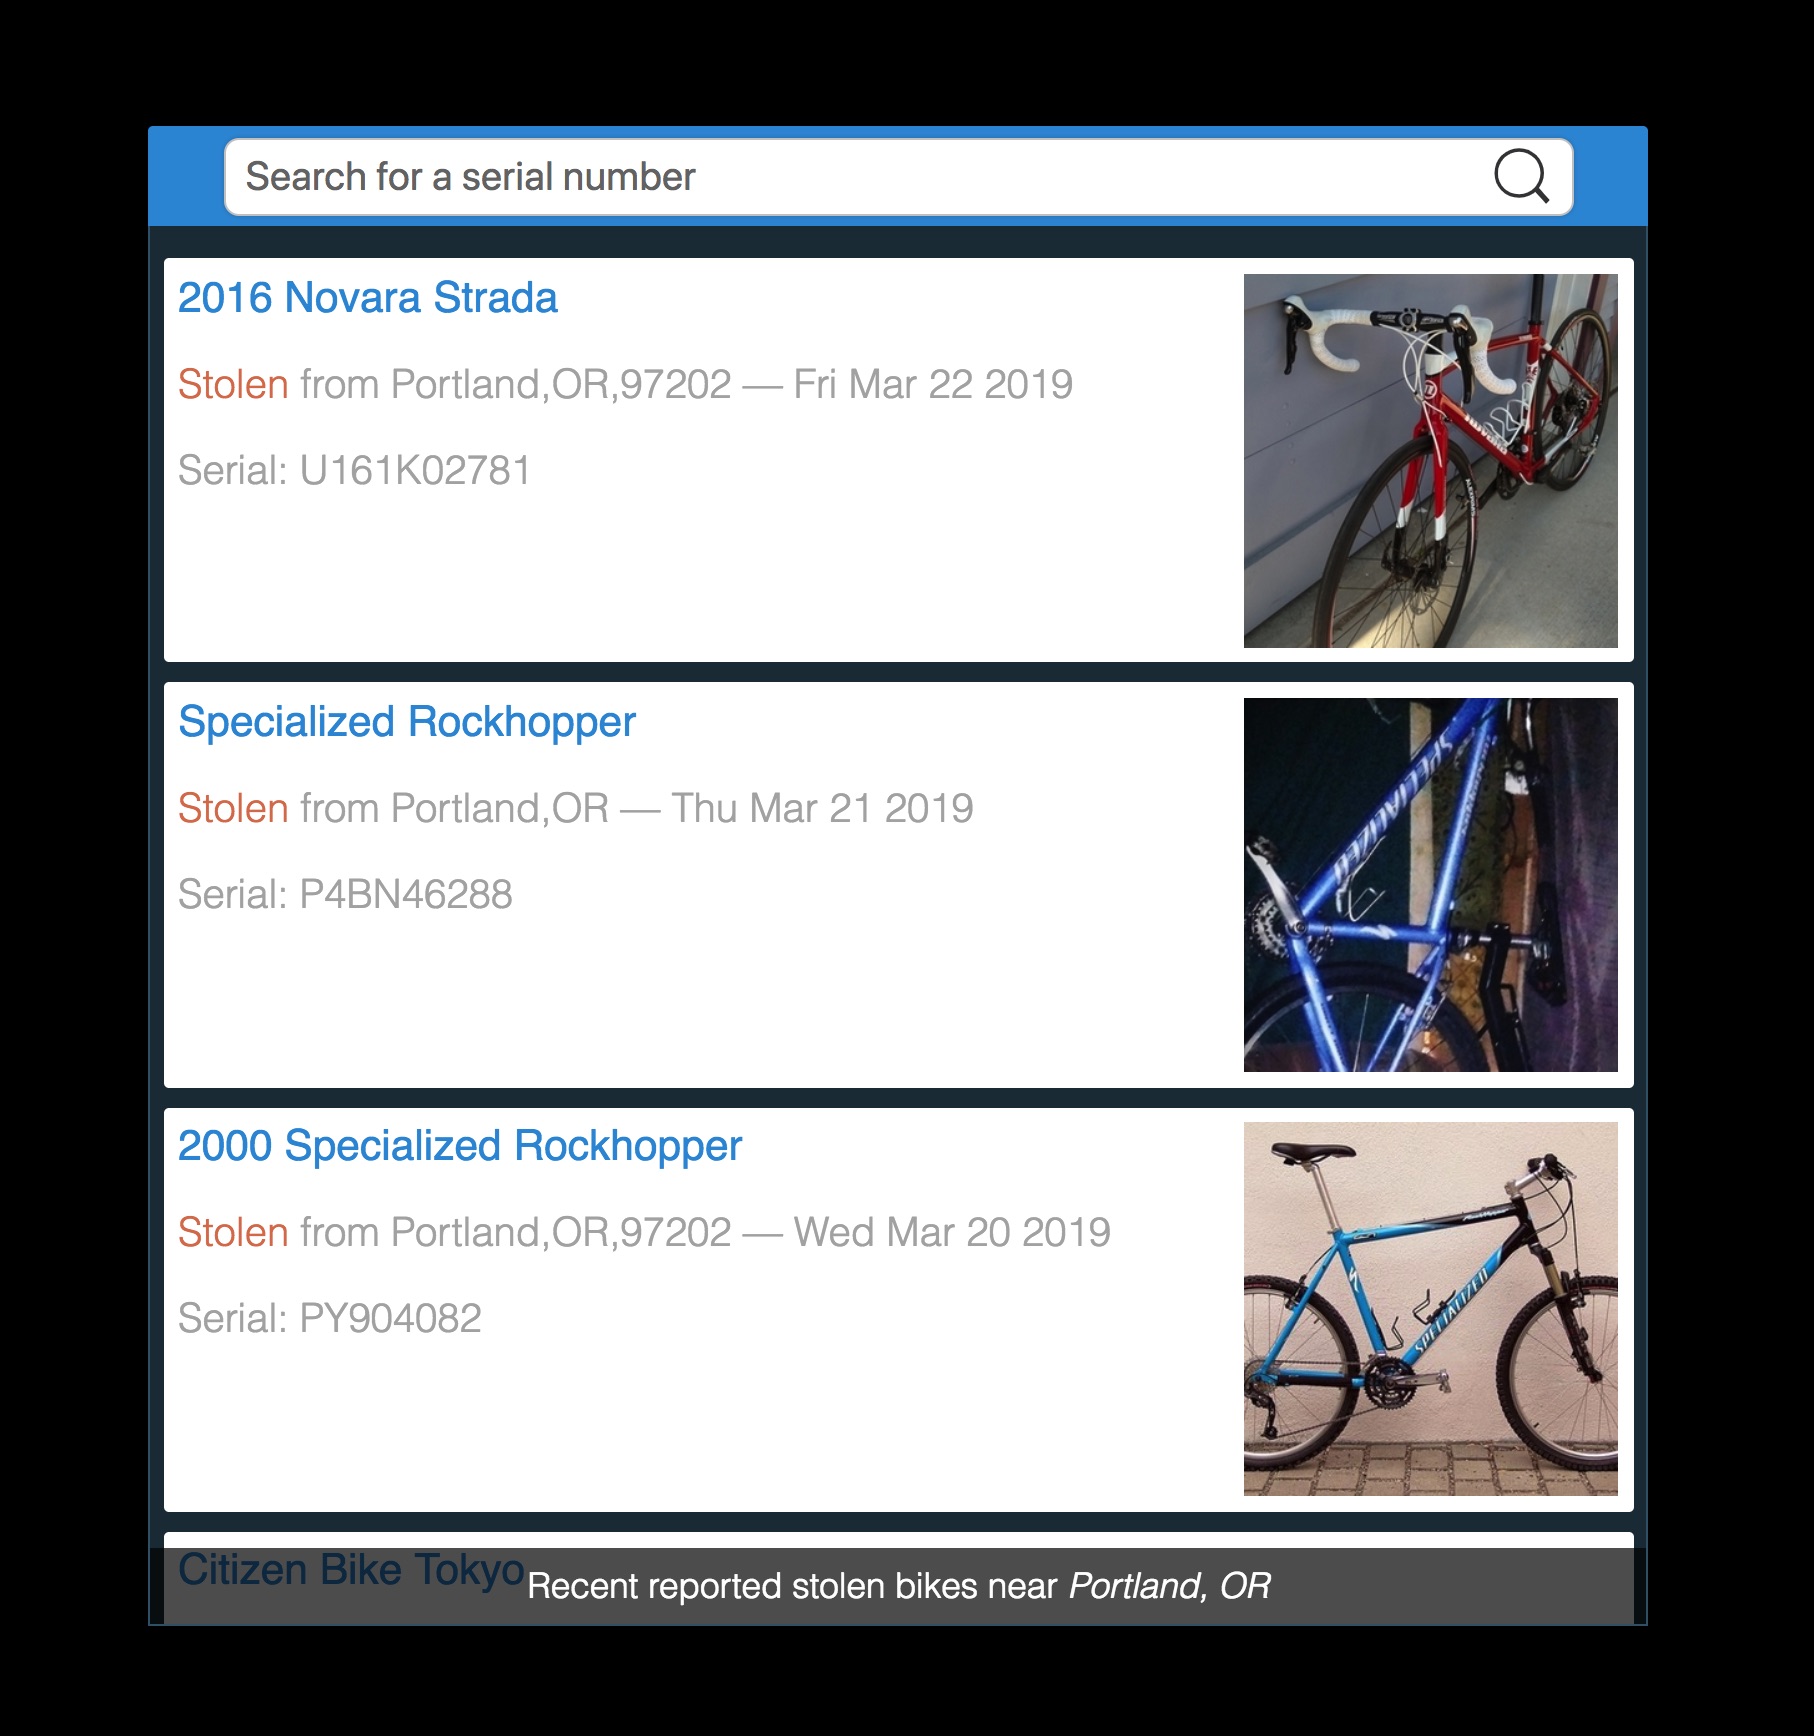 Search for a serial number
2016 Novara Strada
Stolen from Portland,OR,97202 — Fri Mar 22 2019
Serial: U161K02781
Specialized Rockhopper
SPECIALIZED
Stolen from Portland,OR — Thu Mar 21 2019
Serial: P4BN46288
2000 Specialized Rockhopper
Stolen from Portland,OR,97202 — Wed Mar 20 2019
SPECIALIZED
Serial: PY904082
Citizen Bike Tokyo
Recent reported stolen bikes near Portland, OR